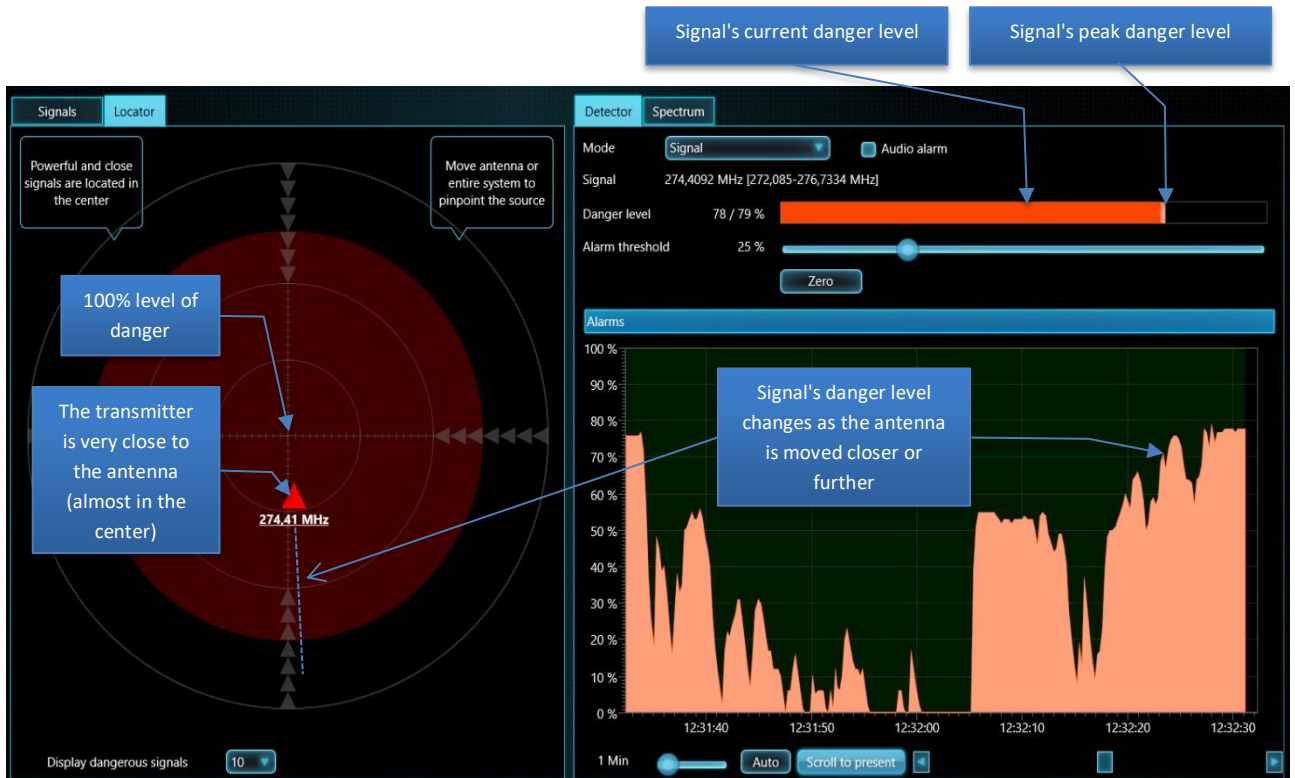 Signal's current danger level
Signal's peak danger level
Signals
Locator
Powerful and close
signals are located in
the center
Move antenna or
entire system to
pinpoint the source
100% level of
danger
The transmitter
is very close to
the antenna
(almost in the
center)
274,41 MHz
Display dangerous signals
10
Detector
Spectrum
Mode
Signal
Audio alarm
Signal
274,4092 MHz [272,085-276,7334 MHz]
Danger level
78 / 79 %
Alarm threshold
25 %
Zero
Alarms
100 %
90 %
80 %
70 %
60 %
50 %
40 %
30 %
20 %
10 %
0 %
Signal's danger level
changes as the antenna
is moved closer or
further
12:31:40
12:31:50
12:32:00
12:32:10
12:32:20
12:32:30
1 Min
Auto
Scroll to present